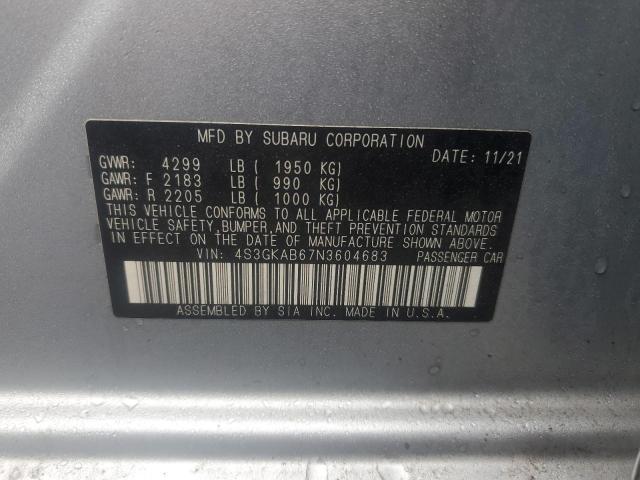 MFD BY SUBARU CORPORATION
DATE: 11/21
GVWR: 4299 LB ( 1950 KG)
GAWR: F 2183 LB ( 990 KG)
GAWR: R 2205 LB ( 1000 KG)
THIS VEHICLE CONFORMS TO ALL APPLICABLE FEDERAL MOTOR
VEHICLE SAFETY,BUMPER,AND THEFT PREVENTION STANDARDS
IN EFFECT ON THE DATE OF MANUFACTURE SHOWN ABOVE.
VIN: 4S3GKAB67N3604683 PASSENGER CAR
ASSEMBLED BY SIA INC. MADE IN U.S.A.